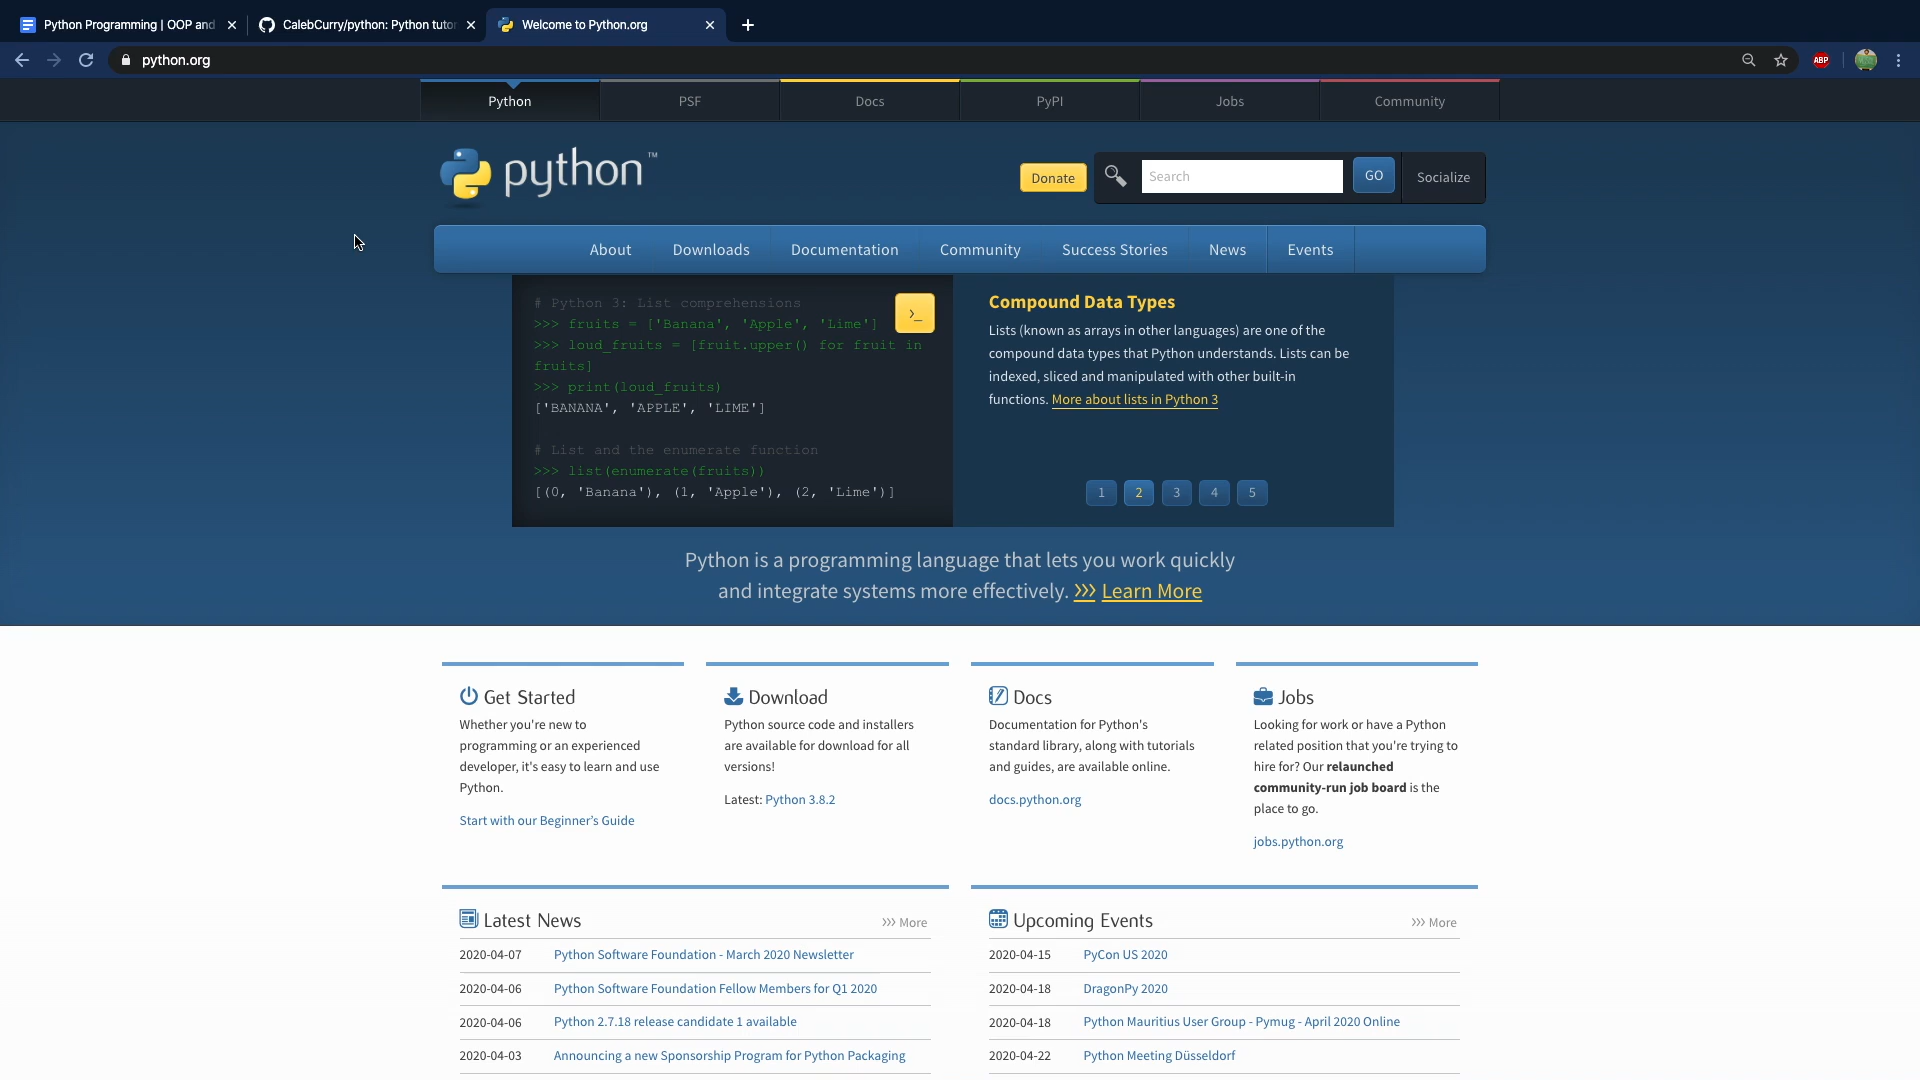 Python Programming | OOP and
CalebCurry/python: Python tutor
Welcome to Python.org
python.org
ABP
Python
PSF
Docs
PyPI
Jobs
Community
python™
Donate
Search
GO
Socialize
About
Downloads
Documentation
Community
Success Stories
News
Events
# Python 3: List comprehensions
>>> fruits = ['Banana', 'Apple', 'Lime']
>>> loud_fruits = [fruit.upper() for fruit in
fruits]
>>> print(loud_fruits)
['BANANA', 'APPLE', 'LIME']
# List and the enumerate function
>>> list(enumerate(fruits))
[(0, 'Banana'), (1, 'Apple'), (2, 'Lime')]
>_
Compound Data Types
Lists (known as arrays in other languages) are one of the
compound data types that Python understands. Lists can be
indexed, sliced and manipulated with other built-in
functions. More about lists in Python 3
1
2
3
4
5
Python is a programming language that lets you work quickly
and integrate systems more effectively. >>> Learn More
Get Started
Whether you're new to
programming or an experienced
developer, it's easy to learn and use
Python.
Start with our Beginner’s Guide
Download
Python source code and installers
are available for download for all
versions!
Latest: Python 3.8.2
Docs
Documentation for Python's
standard library, along with tutorials
and guides, are available online.
docs.python.org
Jobs
Looking for work or have a Python
related position that you're trying to
hire for? Our relaunched
community-run job board is the
place to go.
jobs.python.org
Latest News
>>> More
2020-04-07 Python Software Foundation - March 2020 Newsletter
2020-04-06 Python Software Foundation Fellow Members for Q1 2020
2020-04-06 Python 2.7.18 release candidate 1 available
2020-04-03 Announcing a new Sponsorship Program for Python Packaging
Upcoming Events
>>> More
2020-04-15 PyCon US 2020
2020-04-18 DragonPy 2020
2020-04-18 Python Mauritius User Group - Pymug - April 2020 Online
2020-04-22 Python Meeting Düsseldorf